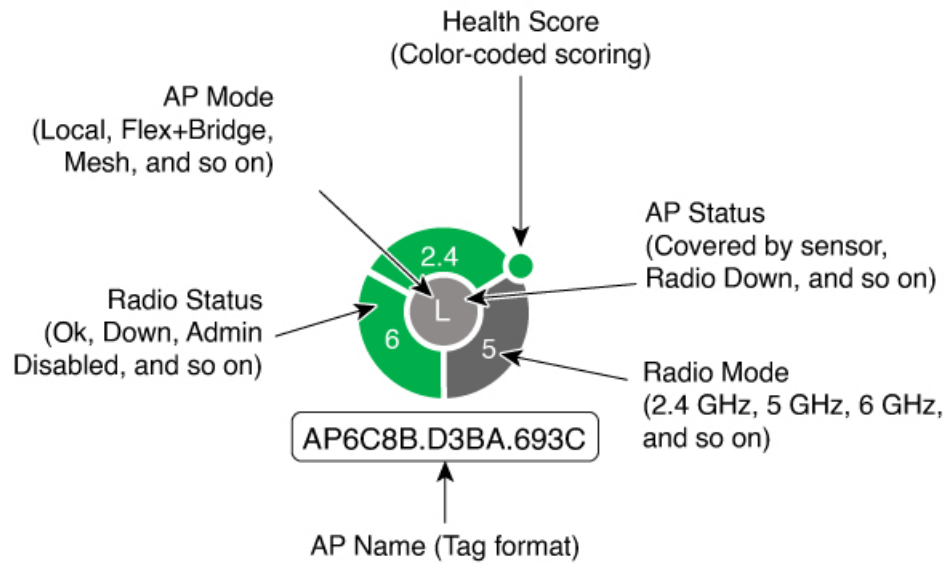 Health Score
(Color-coded scoring)
AP Mode
(Local, Flex+Bridge,
Mesh, and so on)
AP Status
(Covered by sensor,
Radio Down, and so on)
2.4
L
6
5
Radio Status
(Ok, Down, Admin
Disabled, and so on)
Radio Mode
(2.4 GHz, 5 GHz, 6 GHz,
and so on)
AP6C8B.D3BA.693C
AP Name (Tag format)